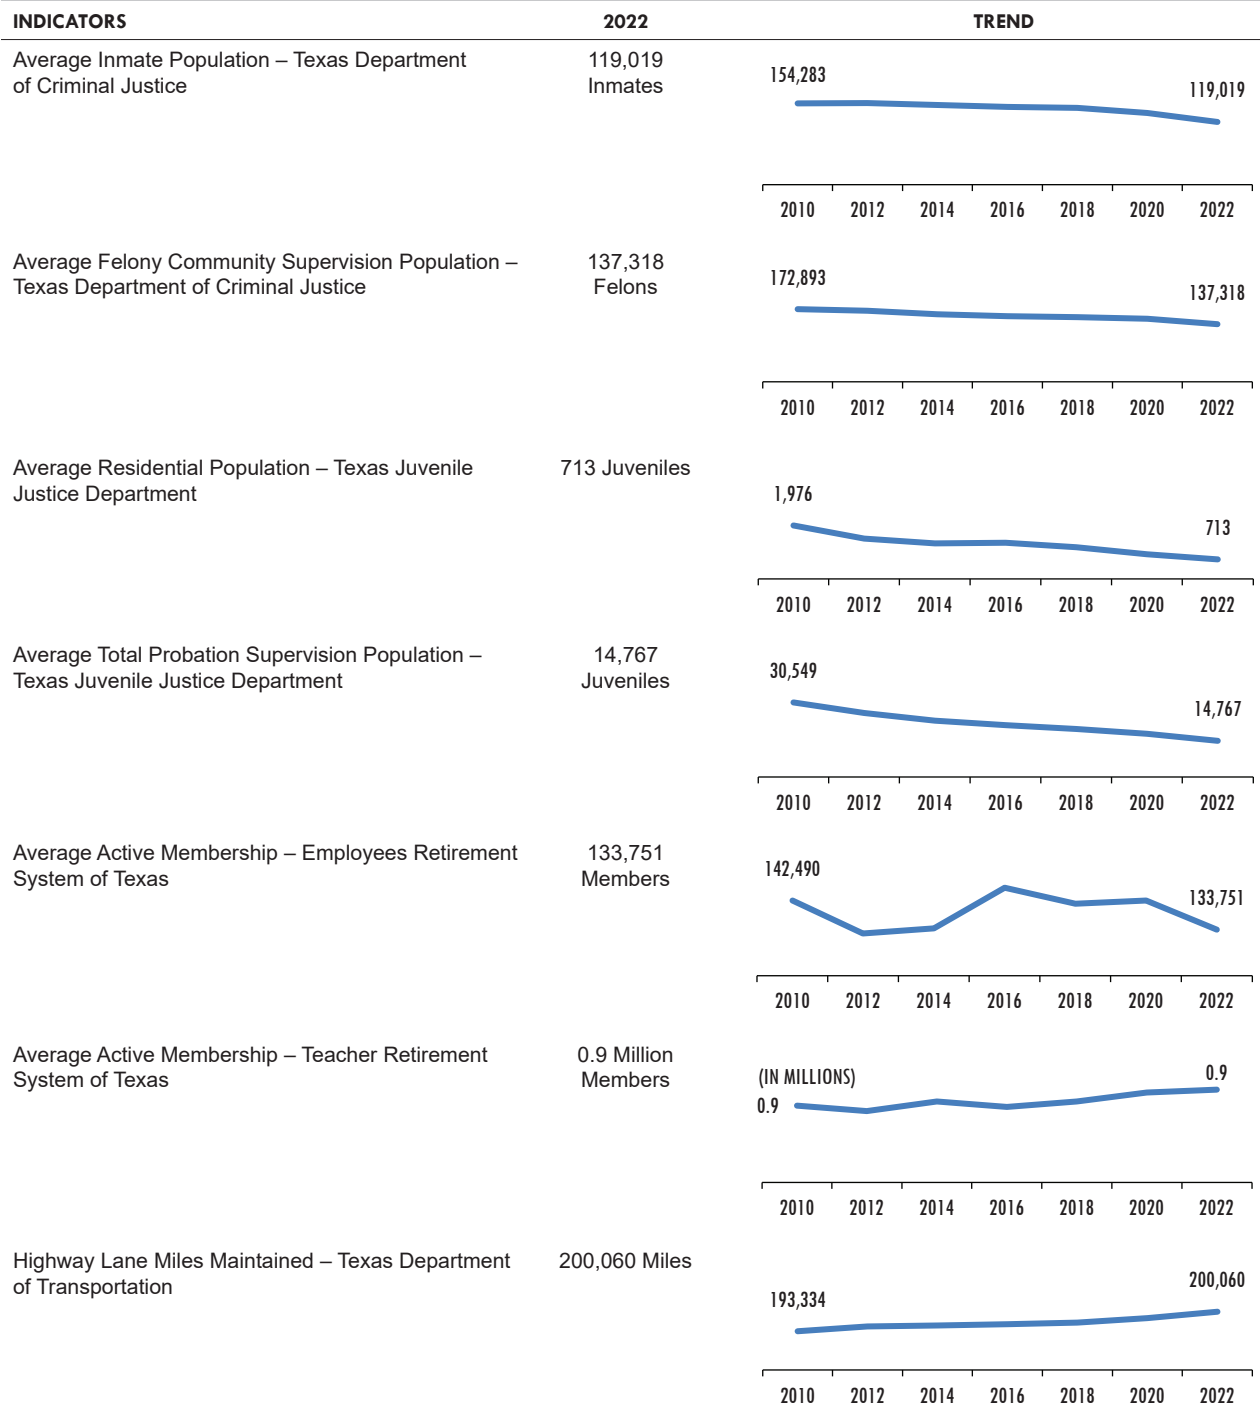 INDICATORS 2022 TREND
Average Inmate Population – Texas Department
of Criminal Justice
119,019
Inmates
154,283
119,019
2010 2012 2014 2016 2018 2020 2022
Average Felony Community Supervision Population –
Texas Department of Criminal Justice
137,318
Felons
172,893
137,318
2010 2012 2014 2016 2018 2020 2022
Average Residential Population – Texas Juvenile
Justice Department
713 Juveniles
1,976
713
2010 2012 2014 2016 2018 2020 2022
Average Total Probation Supervision Population –
Texas Juvenile Justice Department
14,767
Juveniles
30,549
14,767
2010 2012 2014 2016 2018 2020 2022
Average Active Membership – Employees Retirement
System of Texas
133,751
Members
142,490
133,751
2010 2012 2014 2016 2018 2020 2022
Average Active Membership – Teacher Retirement
System of Texas
0.9 Million
Members
(IN MILLIONS)
0.9
0.9
2010 2012 2014 2016 2018 2020 2022
Highway Lane Miles Maintained – Texas Department
of Transportation
200,060 Miles
193,334
200,060
2010 2012 2014 2016 2018 2020 2022